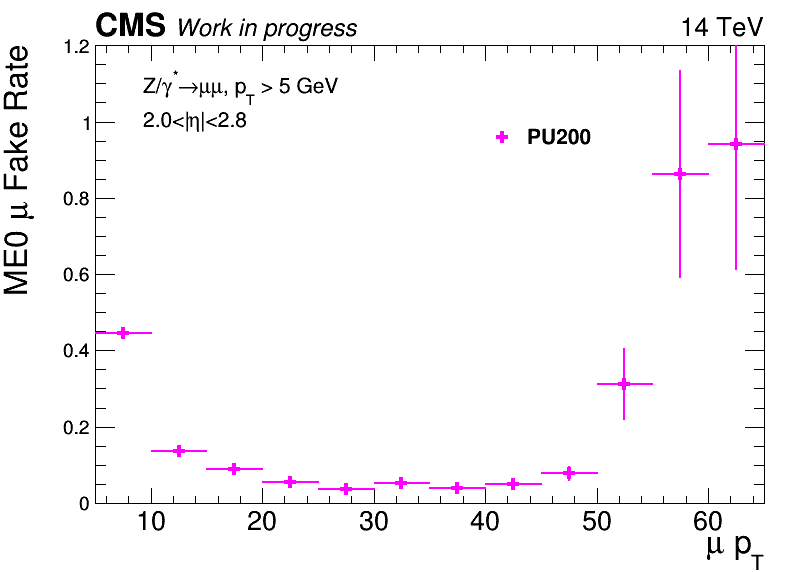 CMS Work in progress
14 TeV
ME0 μ Fake Rate
1.2
1
0.8
0.6
0.4
0.2
0
Z/γ*→μμ, pT > 5 GeV
2.0<|η|<2.8
PU200
10 20 30 40 50 60
μ pT